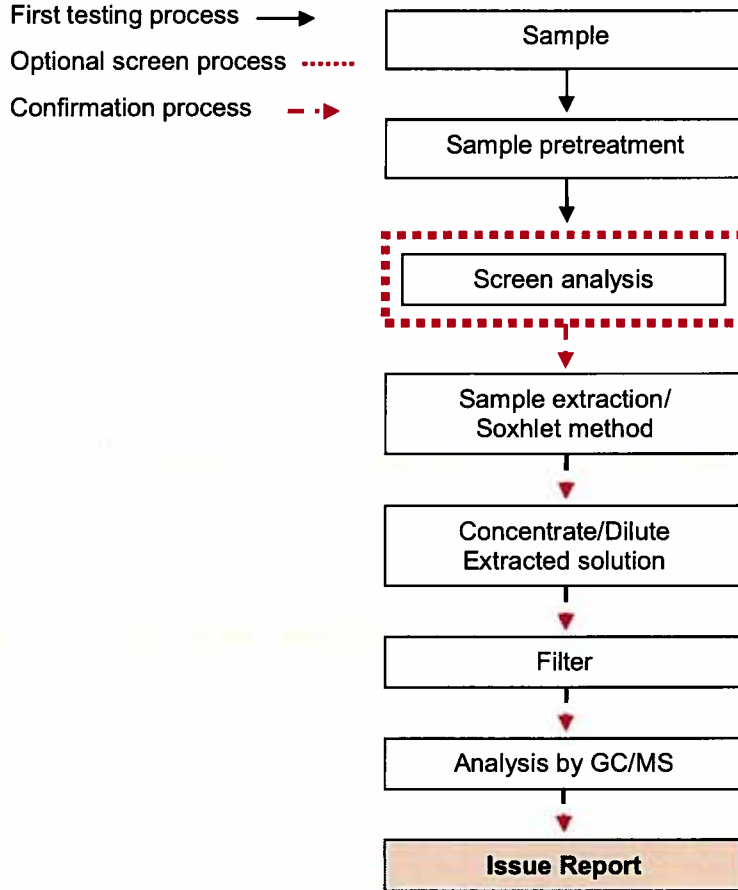 First testing process
Optional screen process
Confirmation process
Sample
Sample pretreatment
Screen analysis
Sample extraction/
Soxhlet method
Concentrate/Dilute
Extracted solution
Filter
Analysis by GC/MS
Issue Report